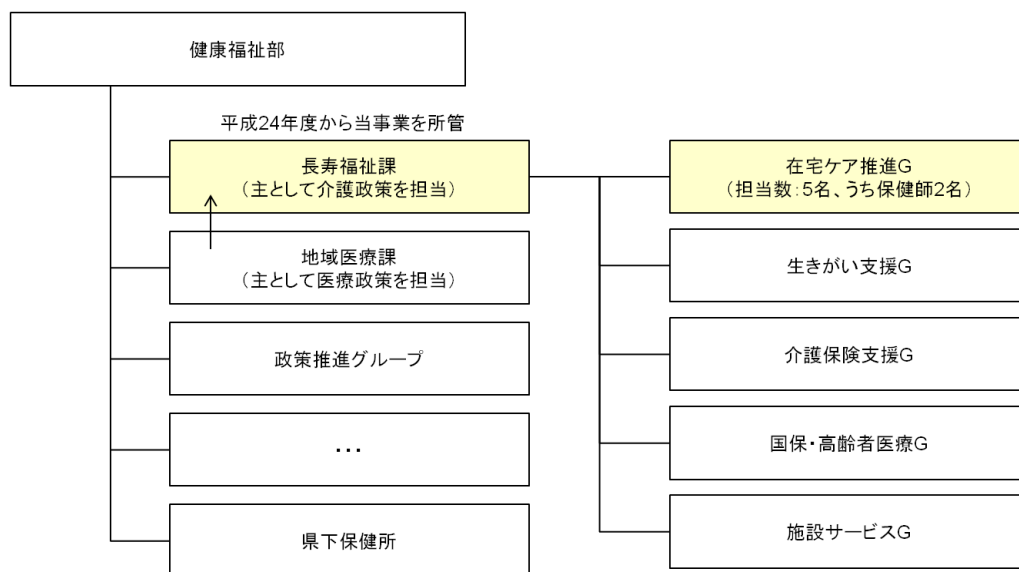 健康福祉部
平成24年度から当事業を所管
長寿福祉課
(主として介護政策を担当)
地域医療課
(主として医療政策を担当)
政策推進グループ
・・・
県下保健所
在宅ケア推進G
(担当数:5名、うち保健師2名)
生きがい支援G
介護保険支援G
国保・高齢者医療G
施設サービスG